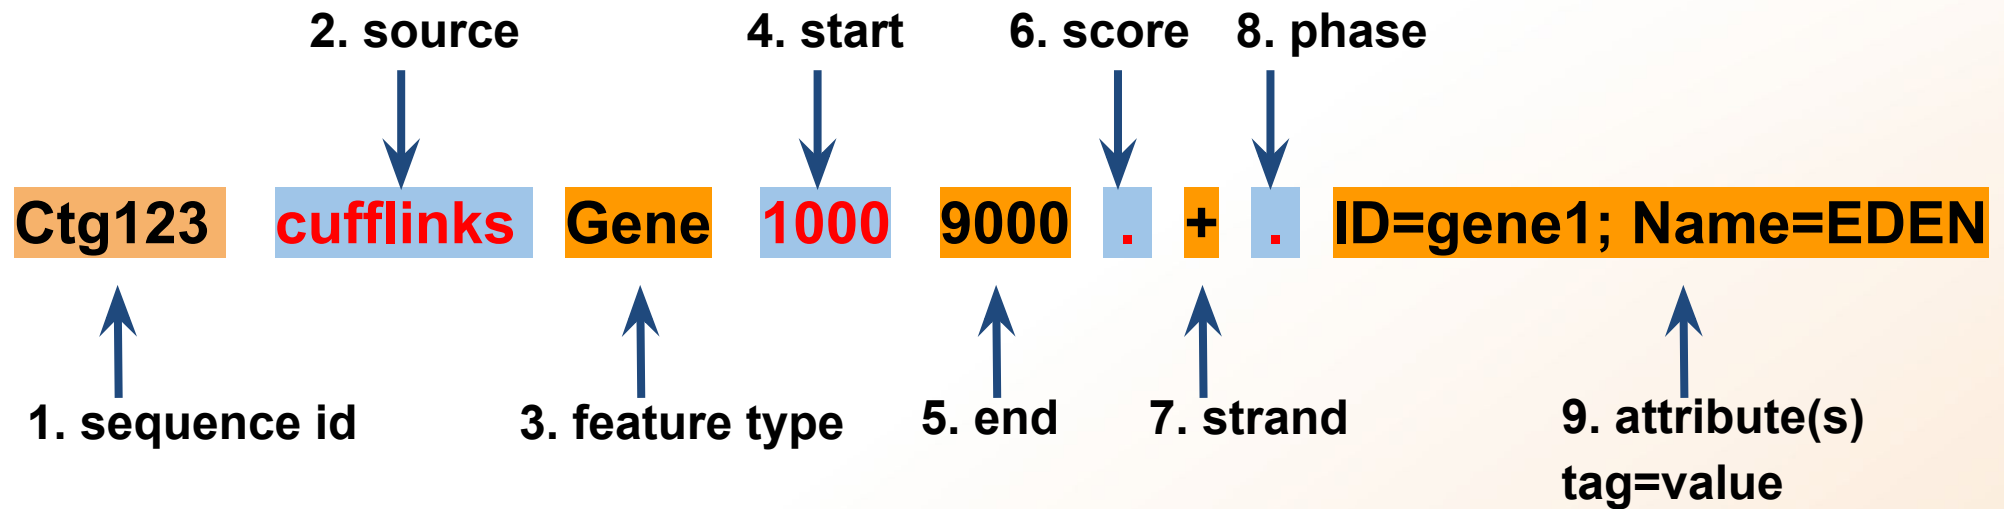 2. source 4. start 6. score 8. phase
Ctg123 cufflinks Gene 1000 9000 . + . ID=gene1; Name=EDEN
1. sequence id 3. feature type 5. end 7. strand 9. attribute(s)
tag=value